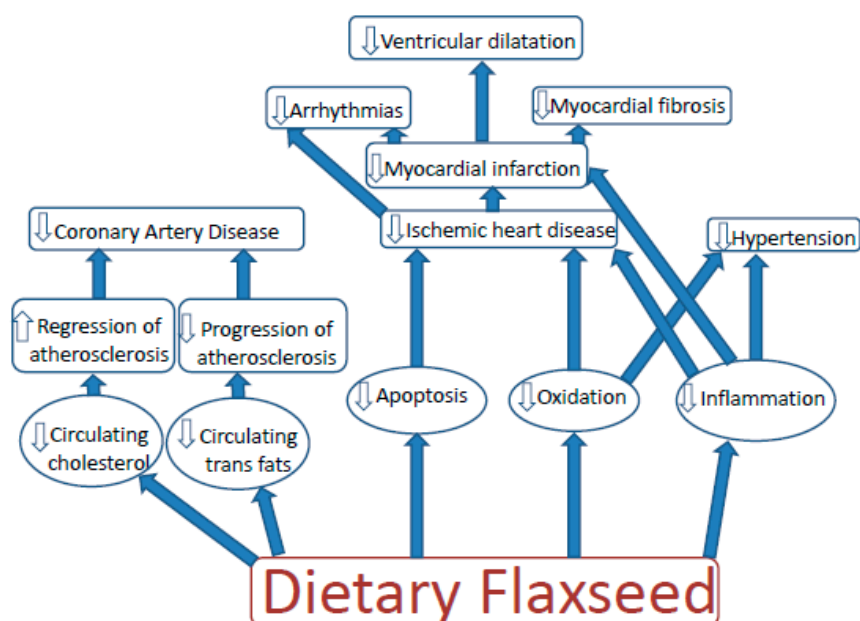 Ventricular dilatation
Arrhythmias
Myocardial fibrosis
Myocardial infarction
Coronary Artery Disease
Ischemic heart disease
Hypertension
Regression of
atherosclerosis
Progression of
atherosclerosis
Apoptosis
Oxidation
Inflammation
Circulating
cholesterol
Circulating
trans fats
Dietary Flaxseed